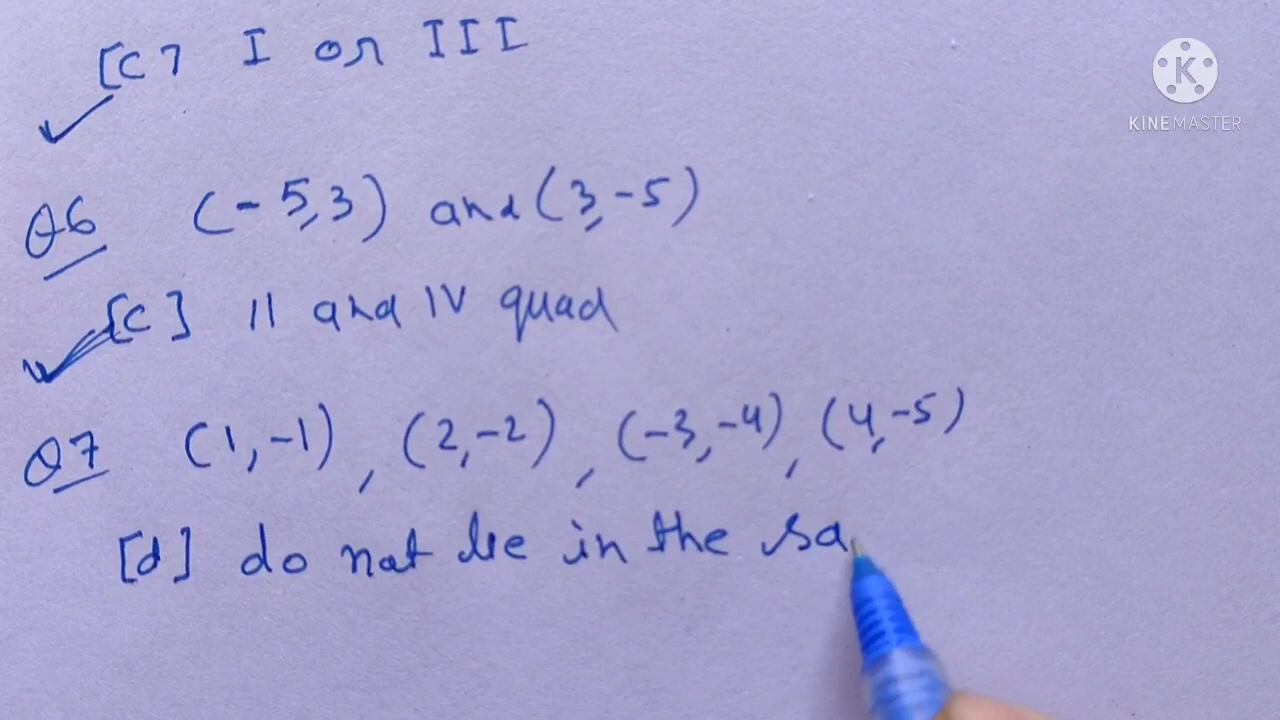 [C] I or III
K
KINEMASTER
Q6 (-5,3) and (3,-5)
[C] II and IV quad
Q7 (1,-1), (2,-2), (-3,-4), (4,-5)
[d] do not lie in the sa